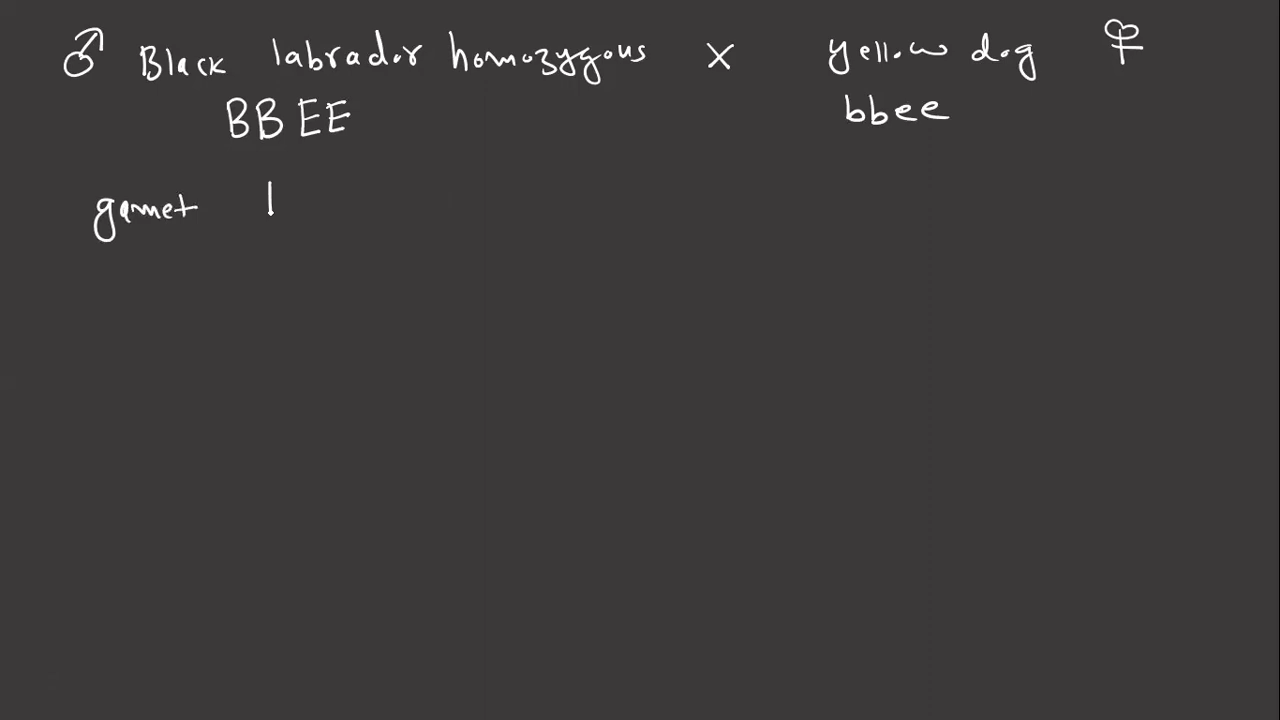 ♂ Black labrador homozygous × yellow dog ♀
BBEE bbee
gamet